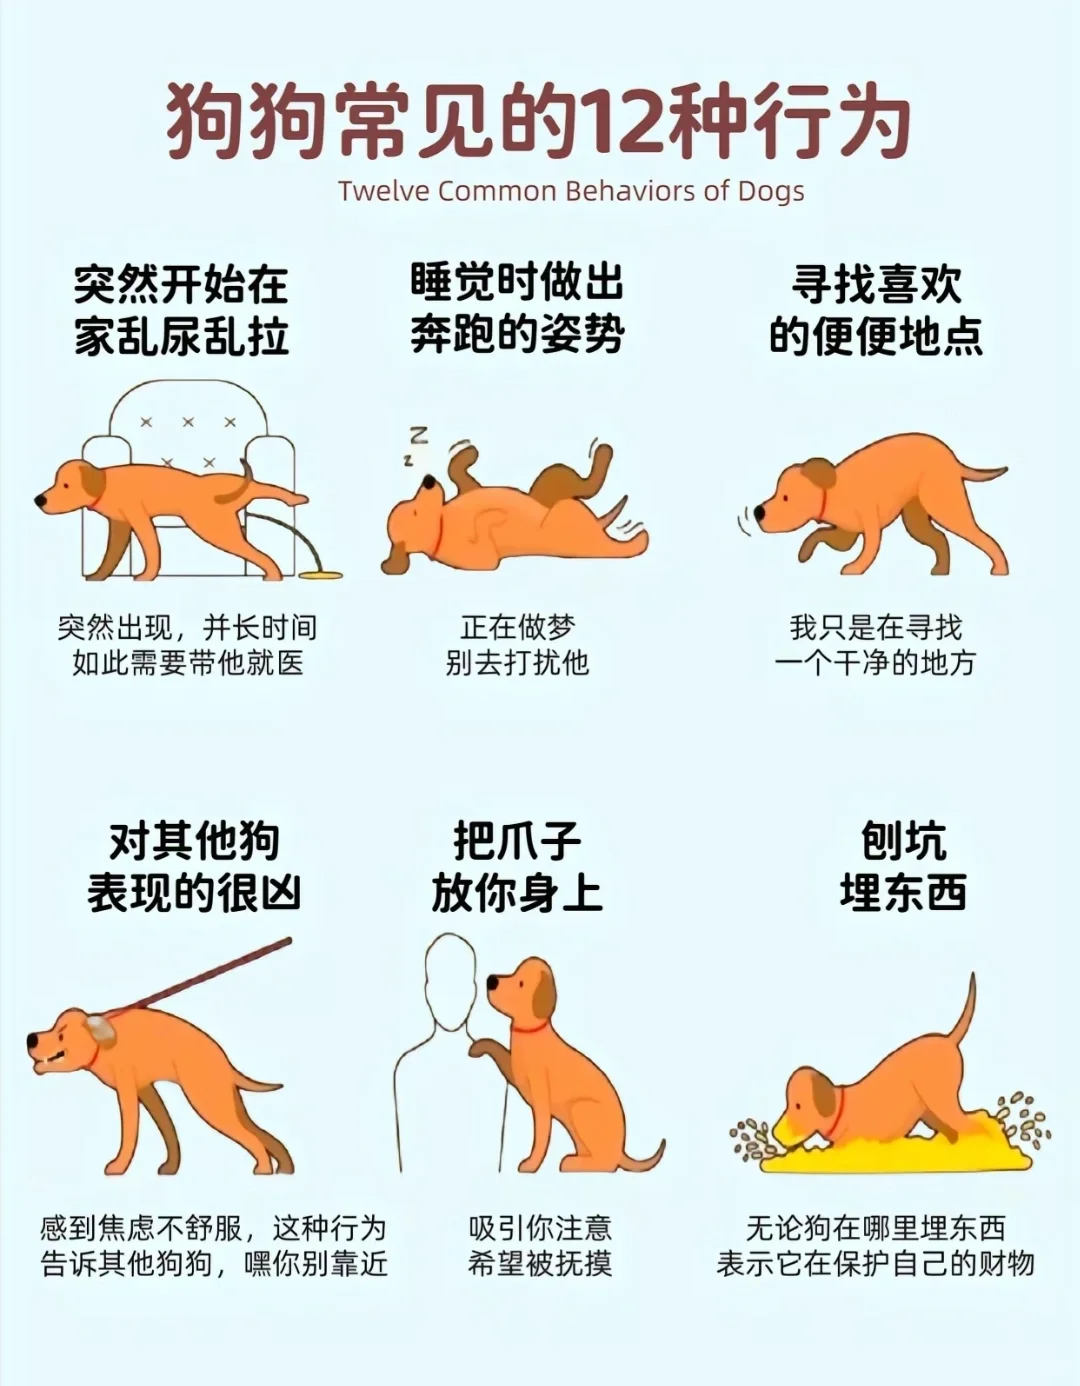 狗狗常见的12种行为
Twelve Common Behaviors of Dogs
突然开始在
家乱尿乱拉
突然出现，并长时间
如此需要带他就医
睡觉时做出
奔跑的姿势
z
z
正在做梦
别去打扰他
寻找喜欢
的便便地点
我只是在寻找
一个干净的地方
对其他狗
表现的很凶
感到焦虑不舒服，这种行为
告诉其他狗狗，嘿你别靠近
把爪子
放你身上
吸引你注意
希望被抚摸
刨坑
埋东西
无论狗在哪里埋东西
表示它在保护自己的财物